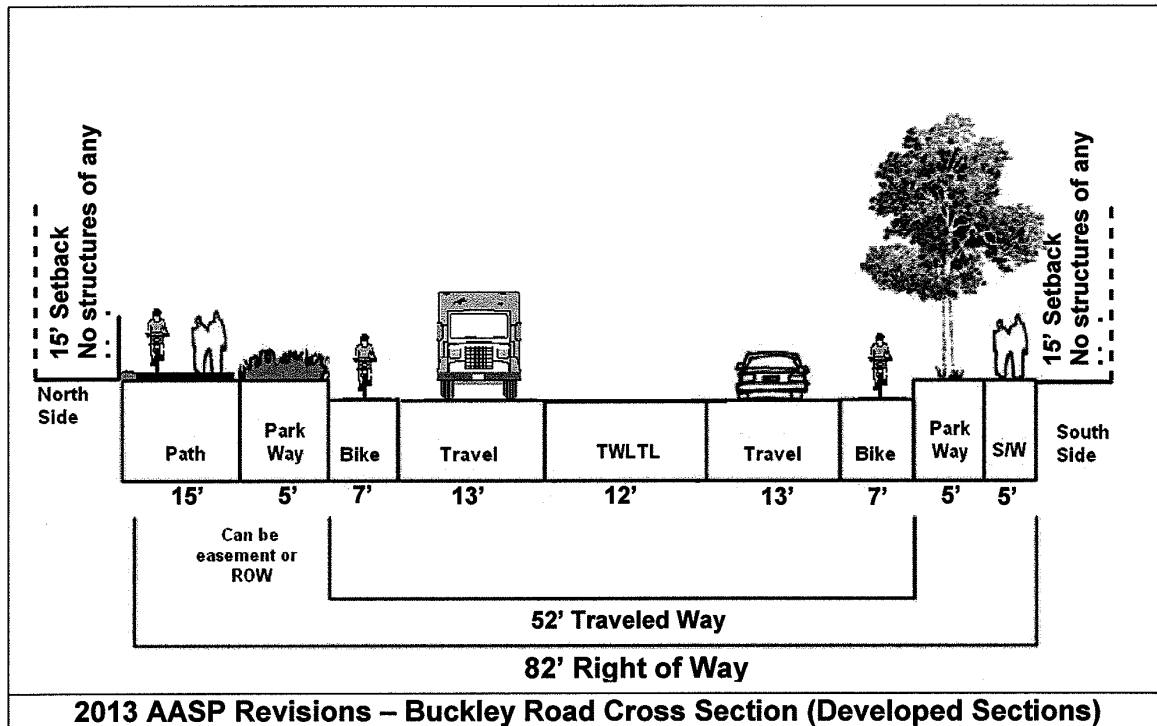 15' Setback
No structures of any
15' Setback
No structures of any
North
Side
Path
Park
Way
Bike
Travel
TWLTL
Travel
Bike
Park
Way
S/W
South
Side
15'
5'
7'
13'
12'
13'
7'
5'
5'
Can be
easement or
ROW
52' Traveled Way
82' Right of Way
2013 AASP Revisions – Buckley Road Cross Section (Developed Sections)